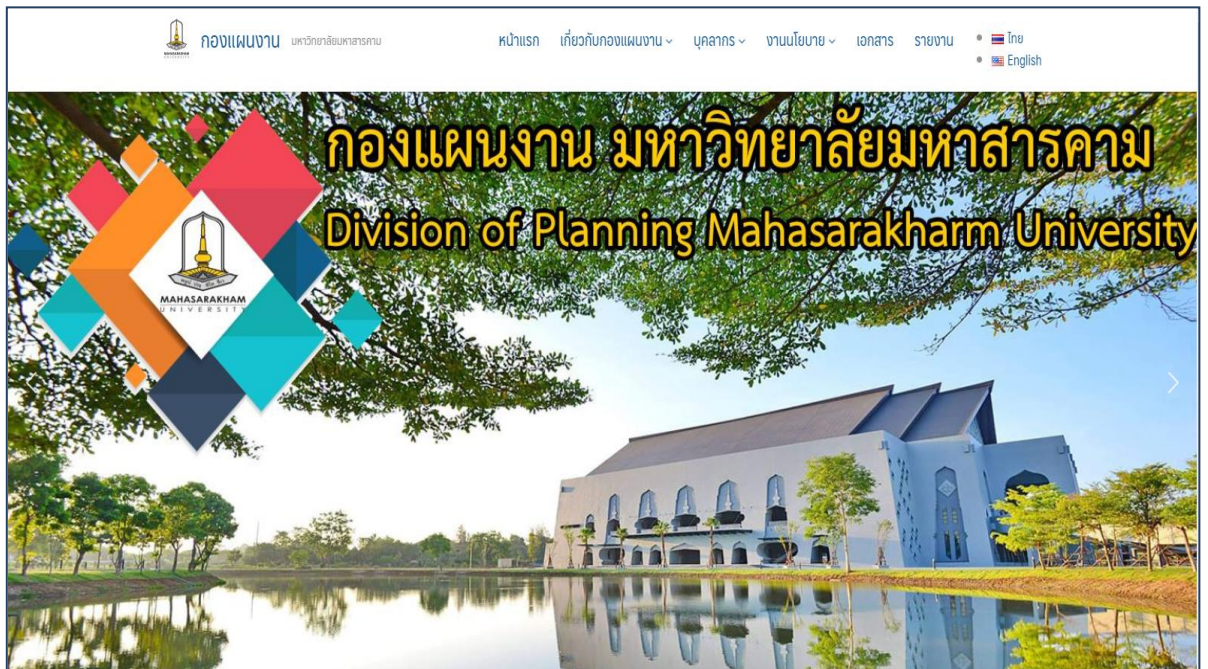 กองแผนงาน มหาวิทยาลัยมหาสารคาม
หน้าแรก เกี่ยวกับกองแผนงาน บุคลากร งานนโยบาย เอกสาร รายงาน
ไทย
English
กองแผนงาน มหาวิทยาลัยมหาสารคาม
Division of Planning Mahasarakharm University
MAHASARAKHAM
UNIVERSITY